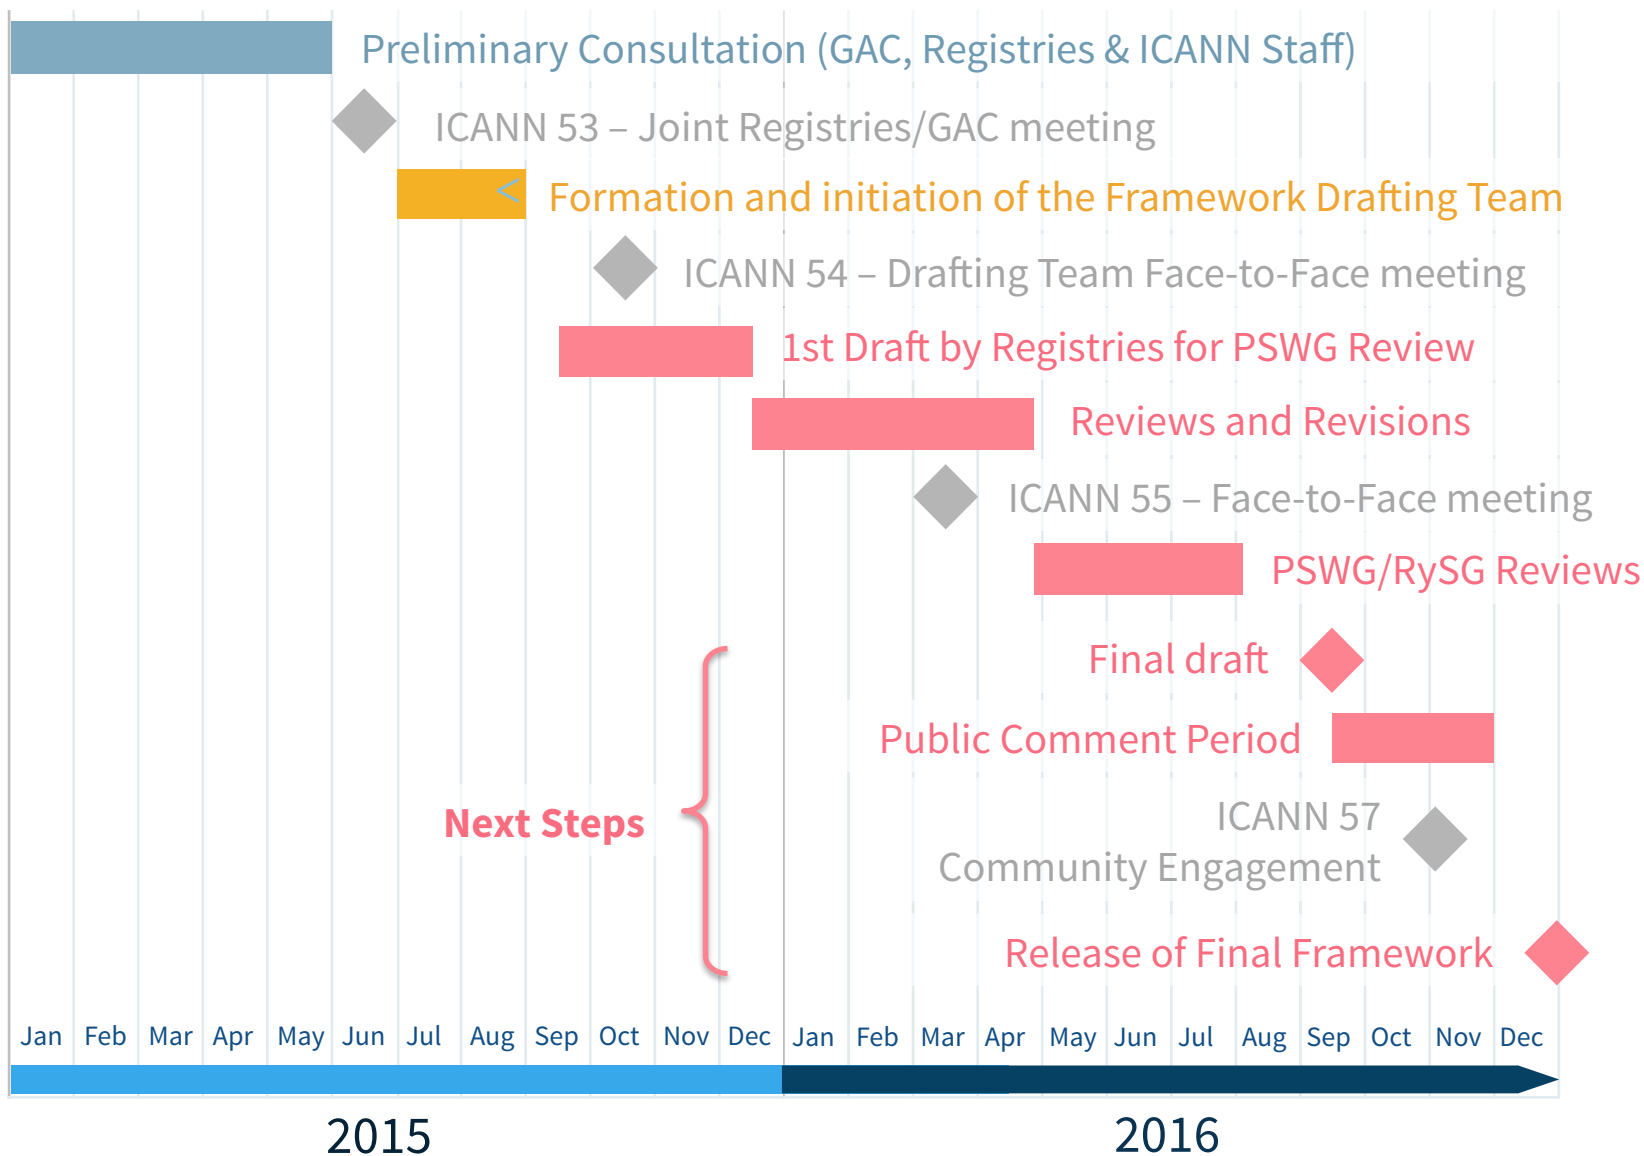 Preliminary Consultation (GAC, Registries & ICANN Staff)
ICANN 53 – Joint Registries/GAC meeting
<
Formation and initiation of the Framework Drafting Team
ICANN 54 – Drafting Team Face-to-Face meeting
1st Draft by Registries for PSWG Review
Reviews and Revisions
ICANN 55 – Face-to-Face meeting
PSWG/RySG Reviews
Final draft
Public Comment Period
Next Steps
ICANN 57
Community Engagement
Release of Final Framework
Jan Feb Mar Apr May Jun Jul Aug Sep Oct Nov Dec Jan Feb Mar Apr May Jun Jul Aug Sep Oct Nov Dec
2015 2016